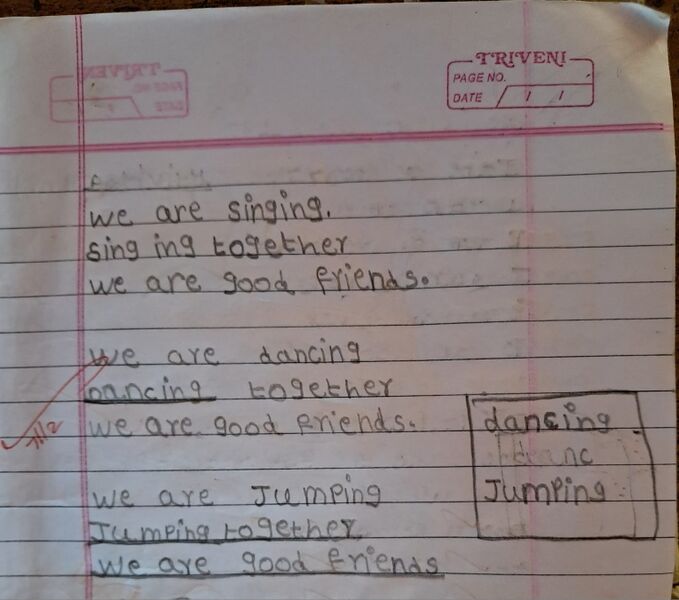 TRIVENI
PAGE NO.
DATE / /
we are singing.
sing ing together
we are good friends.
we are dancing
Dancing together
we are good friends.
we are Jumping
Jumping together
we are good friends
dancing
danc
Jumping